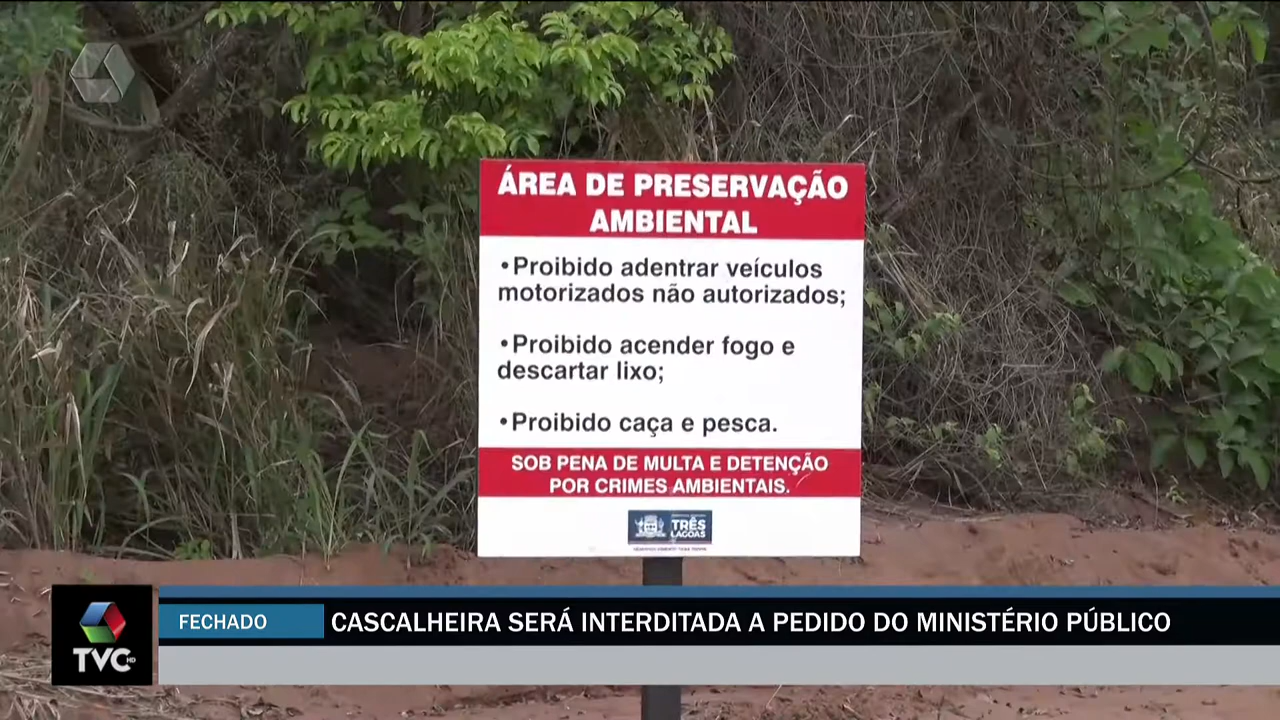 ÁREA DE PRESERVAÇÃO
AMBIENTAL
•Proibido adentrar veículos
motorizados não autorizados;
•Proibido acender fogo e
descartar lixo;
•Proibido caça e pesca.
SOB PENA DE MULTA E DETENÇÃO
POR CRIMES AMBIENTAIS.
TRÊS
LAGOAS
FECHADO
CASCALHEIRA SERÁ INTERDITADA A PEDIDO DO MINISTÉRIO PÚBLICO
TVC HD